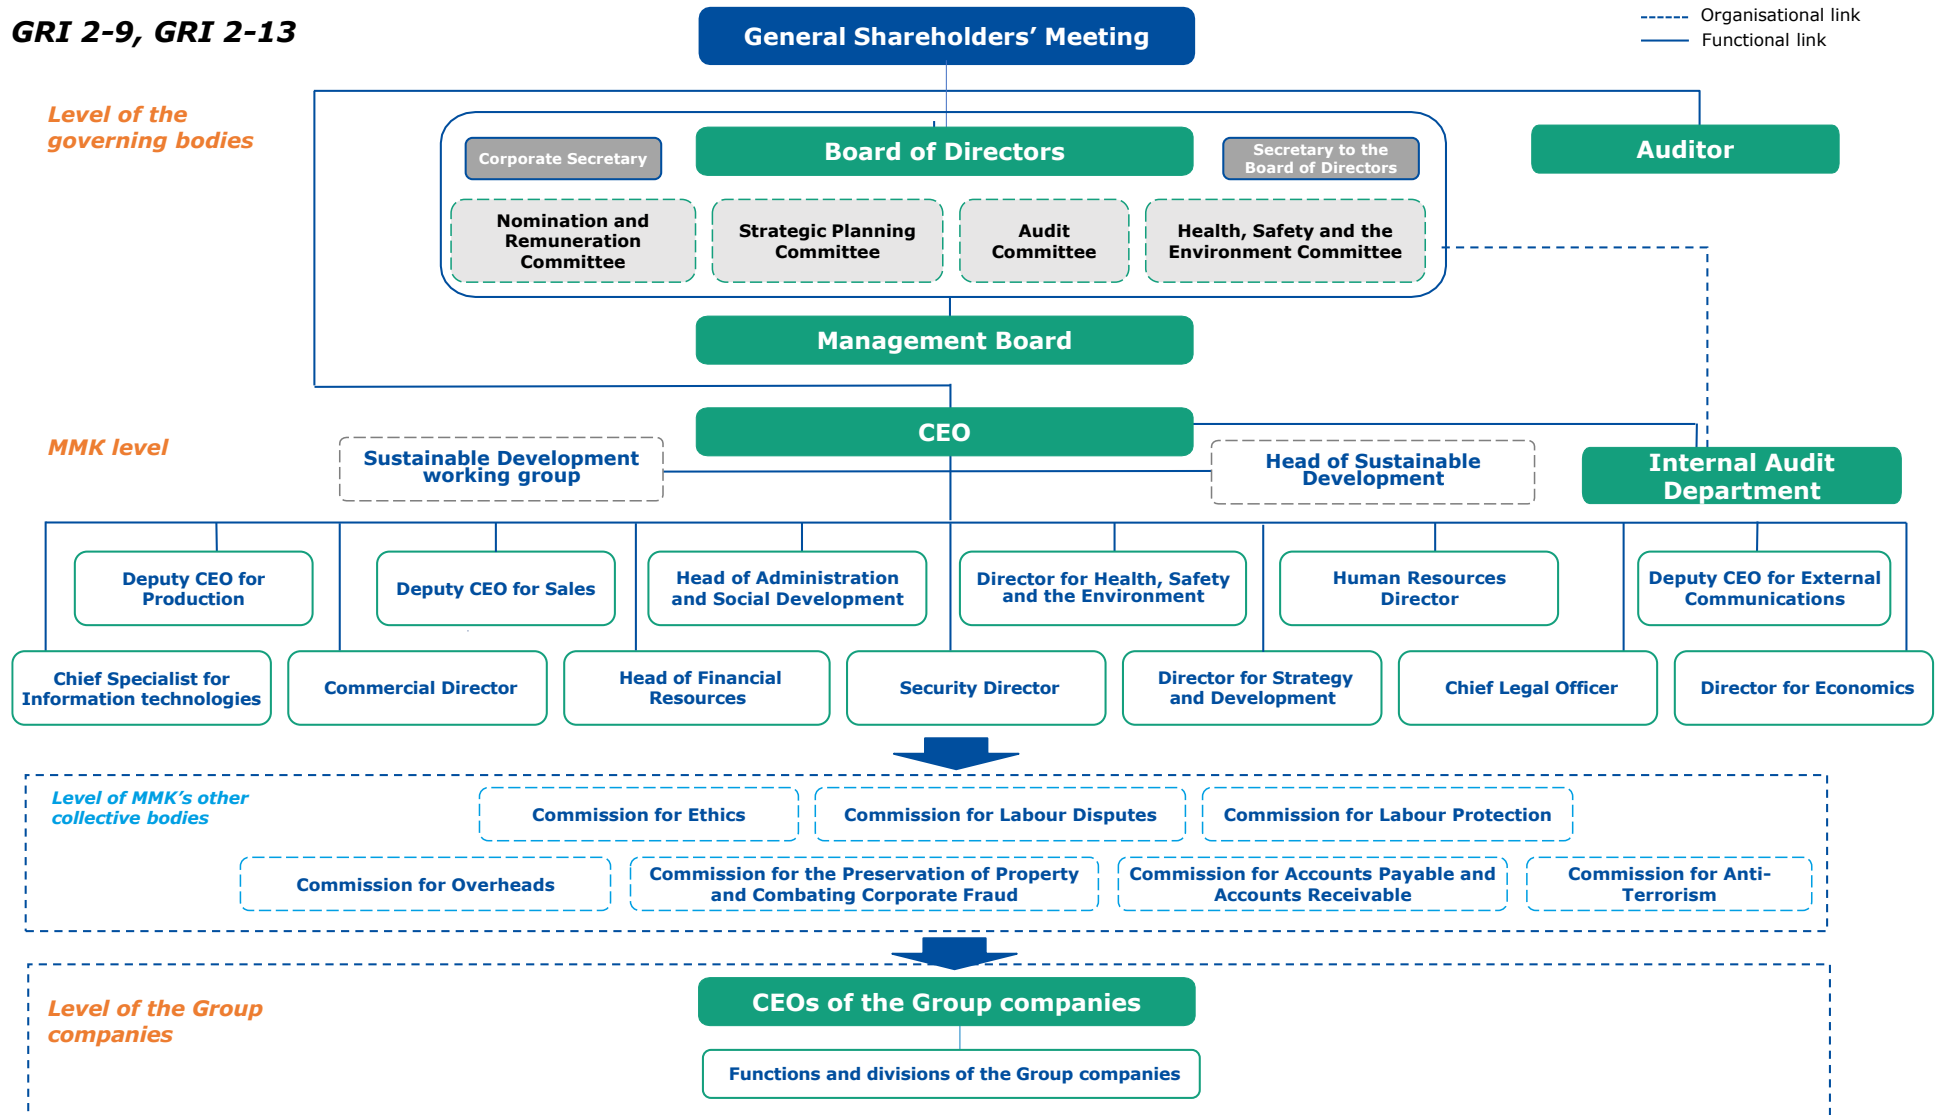 GRI 2-9, GRI 2-13
General Shareholders’ Meeting
Organisational link
Functional link
Level of the
governing bodies
Corporate Secretary
Board of Directors
Secretary to the
Board of Directors
Auditor
Nomination and
Remuneration
Committee
Strategic Planning
Committee
Audit
Committee
Health, Safety and the
Environment Committee
Management Board
MMK level
CEO
Sustainable Development
working group
Head of Sustainable
Development
Internal Audit
Department
Deputy CEO for
Production
Deputy CEO for Sales
Head of Administration
and Social Development
Director for Health, Safety
and the Environment
Human Resources
Director
Deputy CEO for External
Communications
Chief Specialist for
Information technologies
Commercial Director
Head of Financial
Resources
Security Director
Director for Strategy
and Development
Chief Legal Officer
Director for Economics
Level of MMK’s other
collective bodies
Commission for Ethics
Commission for Labour Disputes
Commission for Labour Protection
Commission for Overheads
Commission for the Preservation of Property
and Combating Corporate Fraud
Commission for Accounts Payable and
Accounts Receivable
Commission for Anti-
Terrorism
Level of the Group
companies
CEOs of the Group companies
Functions and divisions of the Group companies